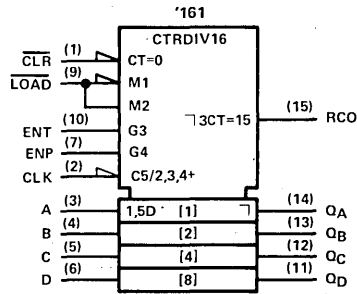 '161
CTRDIV16
CLR (1) CT=0
LOAD (9) M1
M2
ENT (10) G3 ┐3CT=15 (15) RCO
ENP (7) G4
CLK (2) C5/2,3,4+
A (3) 1,5D [1] ┐ (14) QA
B (4) [2] (13) QB
C (5) [4] (12) QC
D (6) [8] (11) QD